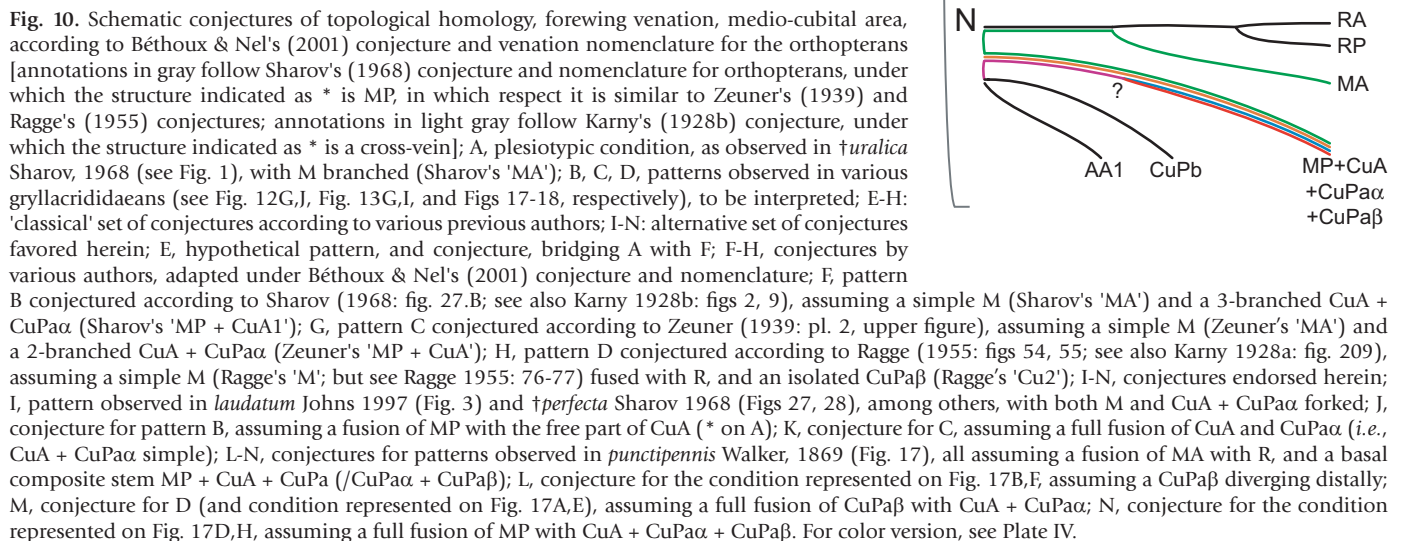 Fig. 10. Schematic conjectures of topological homology, forewing venation, medio-cubital area,
according to Béthoux & Nel's (2001) conjecture and venation nomenclature for the orthopterans
[annotations in gray follow Sharov's (1968) conjecture and nomenclature for orthopterans, under
which the structure indicated as * is MP, in which respect it is similar to Zeuner's (1939) and
Ragge's (1955) conjectures; annotations in light gray follow Karny's (1928b) conjecture, under
which the structure indicated as * is a cross-vein]; A, plesiotypic condition, as observed in †uralica
Sharov, 1968 (see Fig. 1), with M branched (Sharov's 'MA'); B, C, D, patterns observed in various
gryllacrididaeans (see Fig. 12G,J, Fig. 13G,I, and Figs 17-18, respectively), to be interpreted; E-H:
'classical' set of conjectures according to various previous authors; I-N: alternative set of conjectures
favored herein; E, hypothetical pattern, and conjecture, bridging A with F; F-H, conjectures by
various authors, adapted under Béthoux & Nel's (2001) conjecture and nomenclature; F, pattern
B conjectured according to Sharov (1968: fig. 27.B; see also Karny 1928b: figs 2, 9), assuming a simple M (Sharov's 'MA') and a 3-branched CuA +
CuPaα (Sharov's 'MP + CuA1'); G, pattern C conjectured according to Zeuner (1939: pl. 2, upper figure), assuming a simple M (Zeuner's 'MA') and
a 2-branched CuA + CuPaα (Zeuner's 'MP + CuA'); H, pattern D conjectured according to Ragge (1955: figs 54, 55; see also Karny 1928a: fig. 209),
assuming a simple M (Ragge's 'M'; but see Ragge 1955: 76-77) fused with R, and an isolated CuPaβ (Ragge's 'Cu2'); I-N, conjectures endorsed herein;
I, pattern observed in laudatum Johns 1997 (Fig. 3) and †perfecta Sharov 1968 (Figs 27, 28), among others, with both M and CuA + CuPaα forked; J,
conjecture for pattern B, assuming a fusion of MP with the free part of CuA (* on A); K, conjecture for C, assuming a full fusion of CuA and CuPaα (i.e.,
CuA + CuPaα simple); L-N, conjectures for patterns observed in punctipennis Walker, 1869 (Fig. 17), all assuming a fusion of MA with R, and a basal
composite stem MP + CuA + CuPa (/CuPaα + CuPaβ); L, conjecture for the condition represented on Fig. 17B,F, assuming a CuPaβ diverging distally;
M, conjecture for D (and condition represented on Fig. 17A,E), assuming a full fusion of CuPaβ with CuA + CuPaα; N, conjecture for the condition
represented on Fig. 17D,H, assuming a full fusion of MP with CuA + CuPaα + CuPaβ. For color version, see Plate IV.
N
RA
RP
MA
?
AA1 CuPb MP+CuA
+CuPaα
+CuPaβ